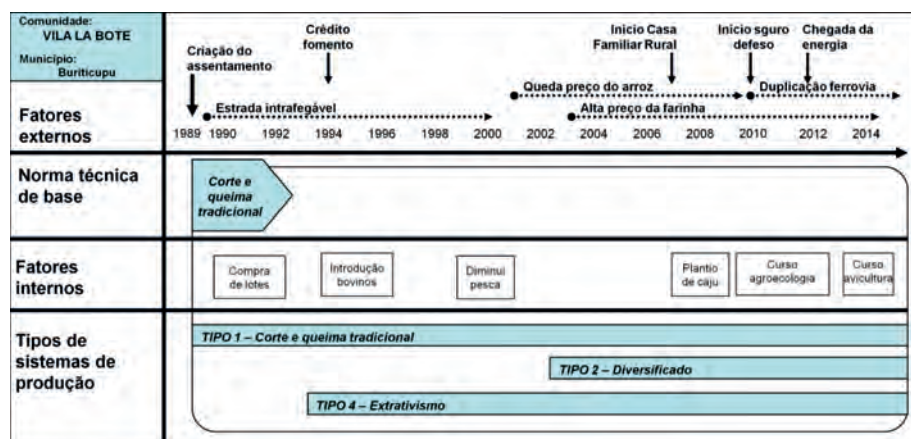 Comunidade:
VILA LA BOTE
Município:
Buriticupu
Criação do
assentamento
Crédito
fomento
Inicio Casa
Familiar Rural
Início sguro
defeso
Chegada da
energia
Queda preço do arroz
Duplicação ferrovia
Estrada intrafegável
Alta preço da farinha
Fatores
externos
1989 1990 1992 1994 1996 1998 2000 2002 2004 2006 2008 2010 2012 2014
Norma técnica
de base
Corte e
queima
tradicional
Fatores
internos
Compra
de lotes
Introdução
bovinos
Diminui
pesca
Plantio
de caju
Curso
agroecologia
Curso
avicultura
Tipos de
sistemas de
produção
TIPO 1 – Corte e queima tradicional
TIPO 2 – Diversificado
TIPO 4 – Extrativismo